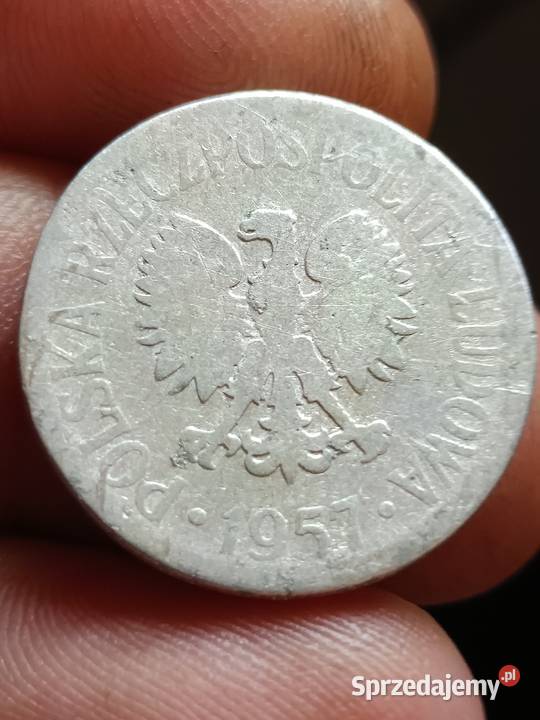 POLSKA RZECZPOSPOLITA LUDOWA
· 1957 ·
Sprzedajemy.pl